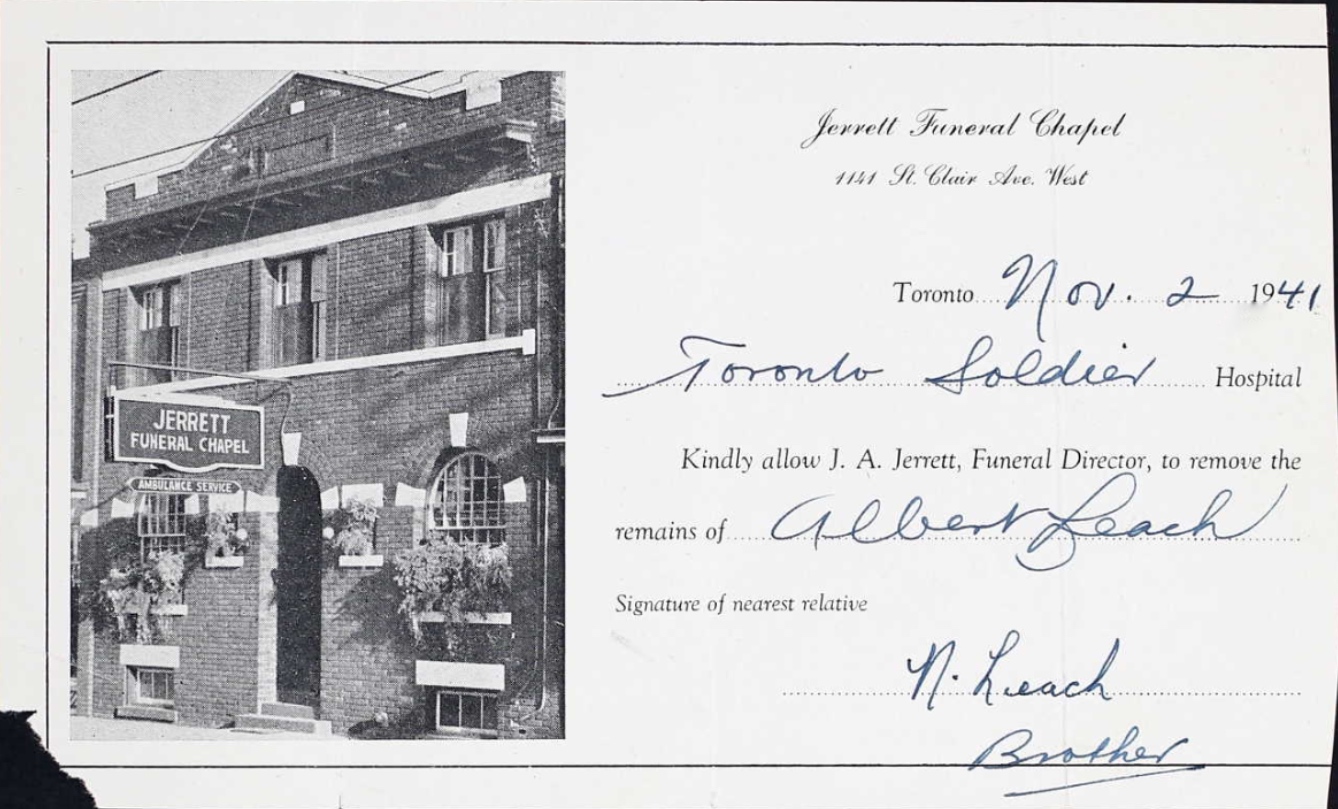 JERRETT
FUNERAL CHAPEL
AMBULANCE SERVICE
Jerrett Funeral Chapel
1141 St. Clair Ave. West
Toronto Nov. 2 1941
Toronto Soldier Hospital
Kindly allow J. A. Jerrett, Funeral Director, to remove the
remains of Albert Leach
Signature of nearest relative
N. Leach
Brother